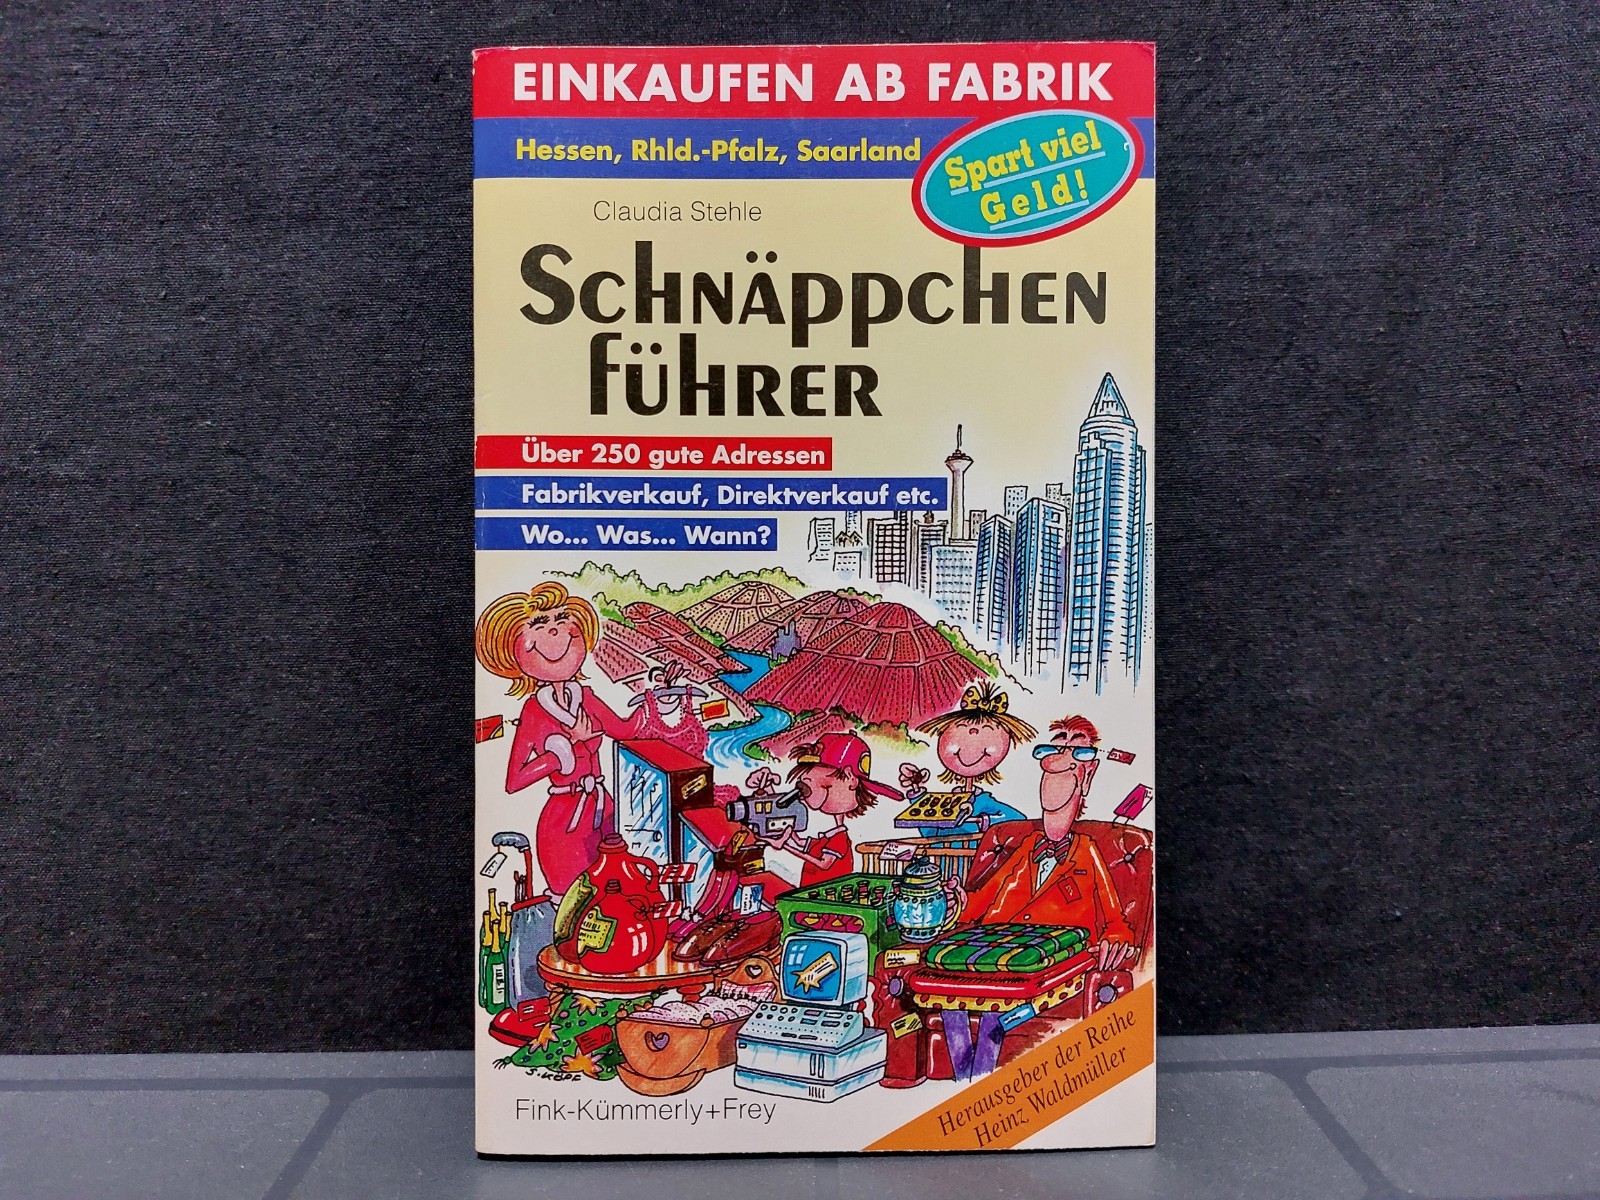 EINKAUFEN AB FABRIK
Hessen, Rhld.-Pfalz, Saarland
Spart viel
Geld!
Claudia Stehle
SCHNÄPPCHEN
FÜHRER
Über 250 gute Adressen
Fabrikverkauf, Direktverkauf etc.
Wo... Was... Wann?
S. KÖPF
Fink-Kümmerly+Frey
Herausgeber der Reihe
Heinz Waldmüller